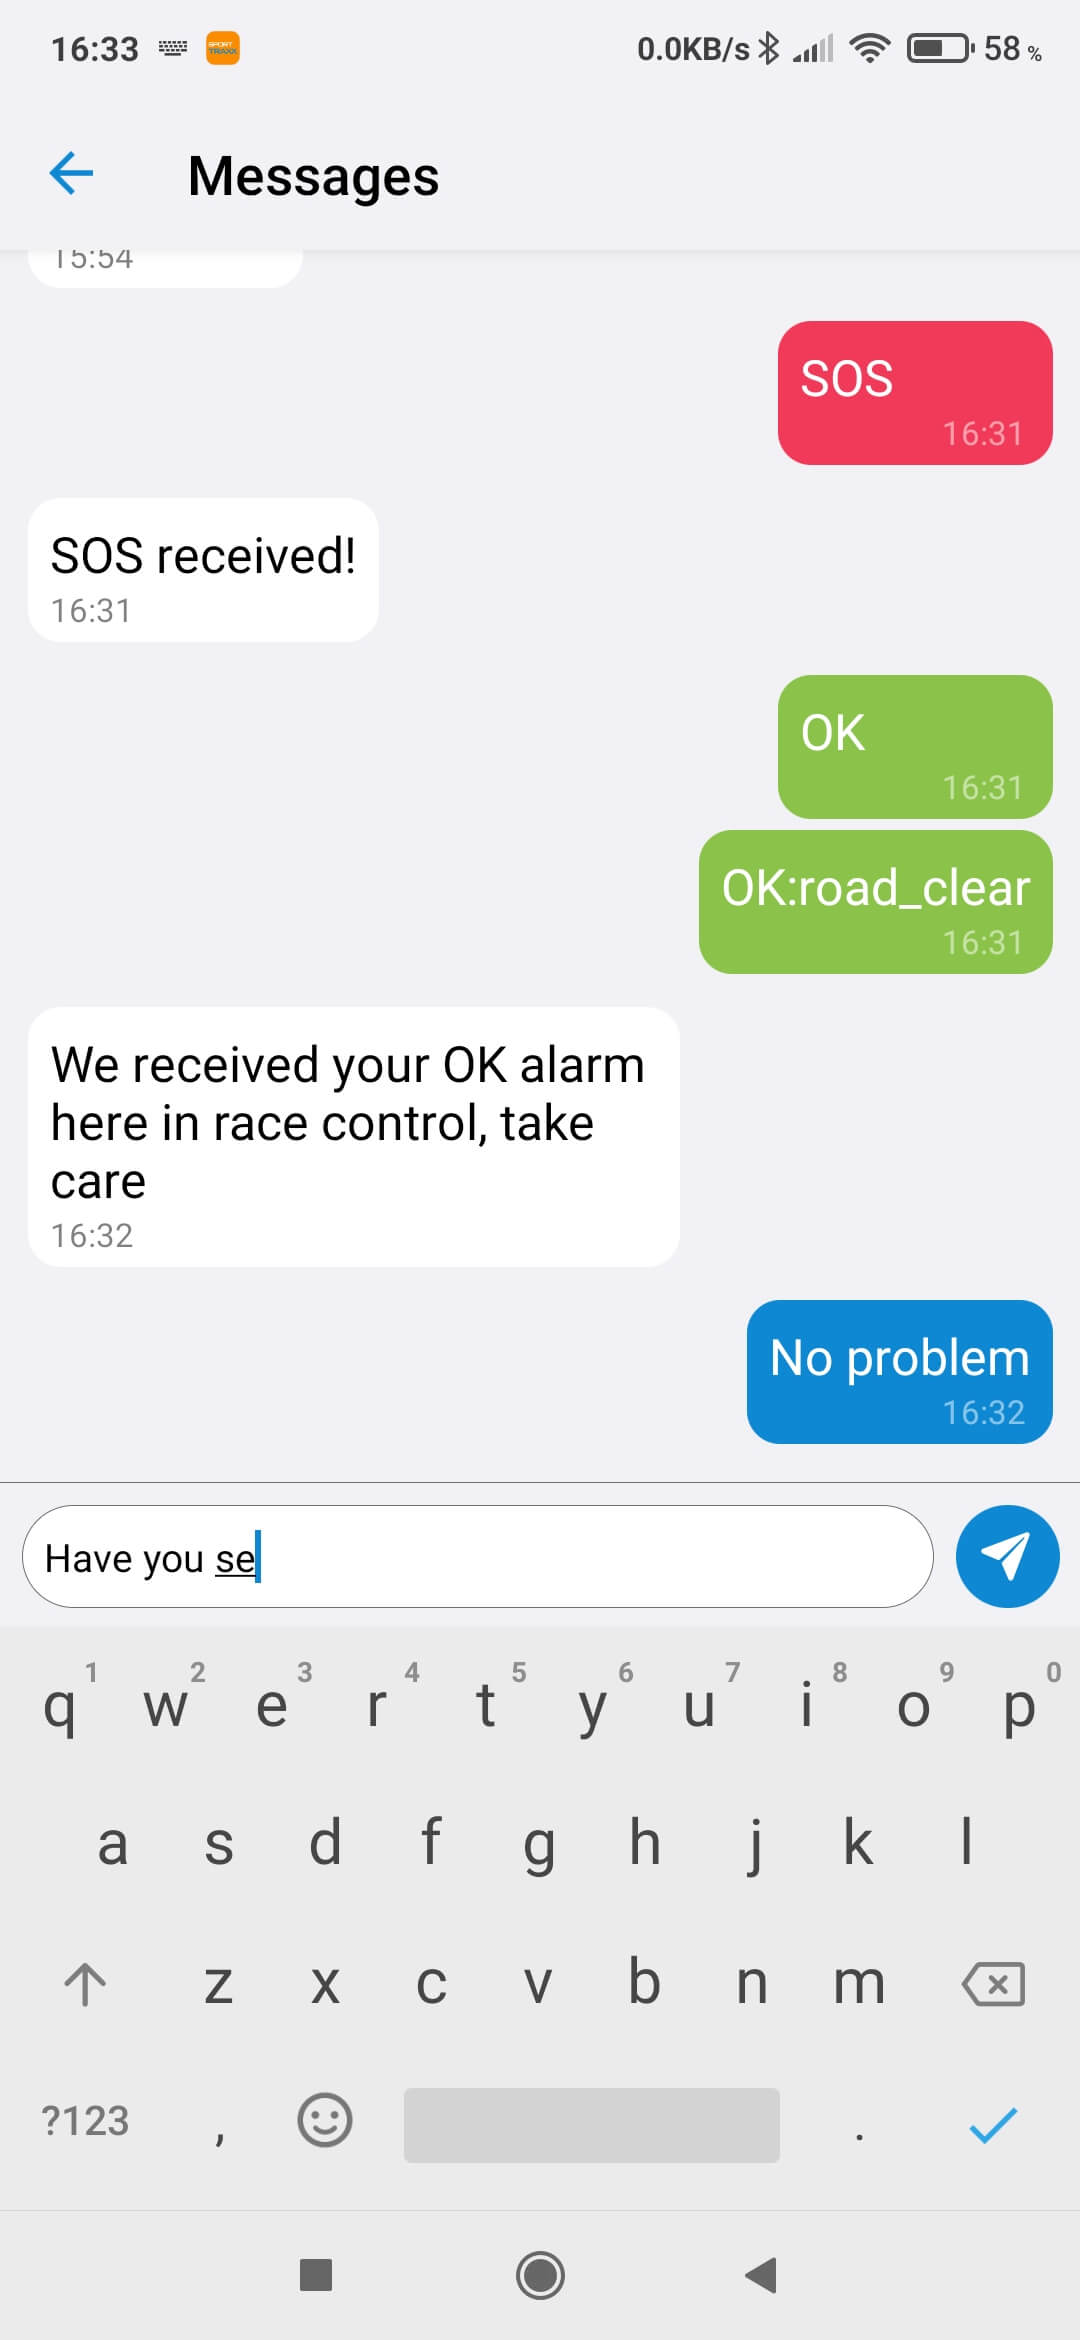 16:33 SPORT TRAXX 0.0KB/s 58 %
Messages
15:54
SOS
16:31
SOS received!
16:31
OK
16:31
OK:road_clear
16:31
We received your OK alarm
here in race control, take
care
16:32
No problem
16:32
Have you se
1 2 3 4 5 6 7 8 9 0
q w e r t y u i o p
a s d f g h j k l
z x c v b n m
?123 , .